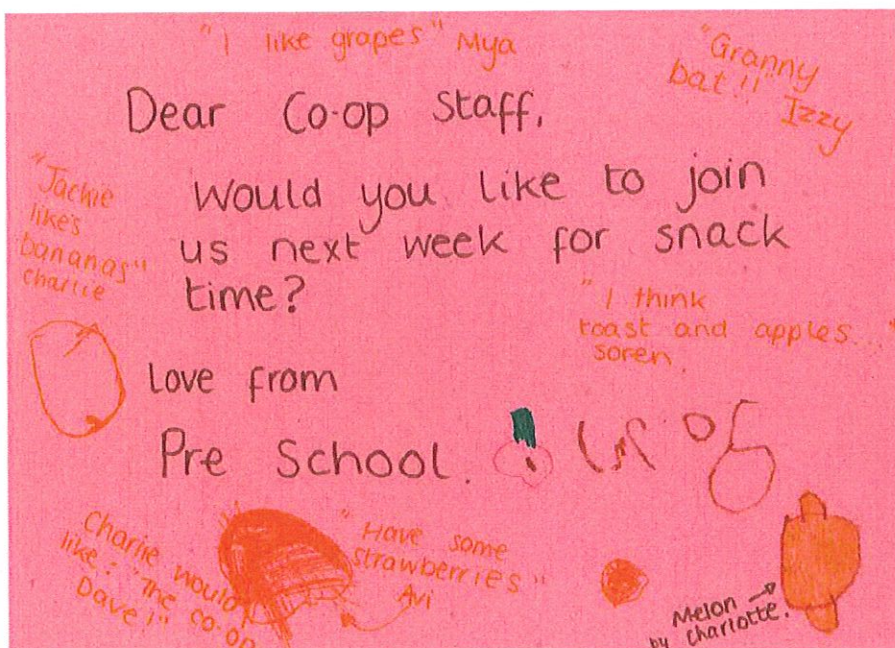 "I like grapes" Mya
"Granny
bat!!"
Izzy
Dear Co-op Staff,
"Jackie
like's
bananas"
charlie
Would you like to join
us next week for snack
time?
"I think
toast and apples..."
soren.
Love from
Pre School.
Charlie would
like: "The co-op
Dave!"
"Have some
strawberries"
Avi
Melon
by Charlotte.